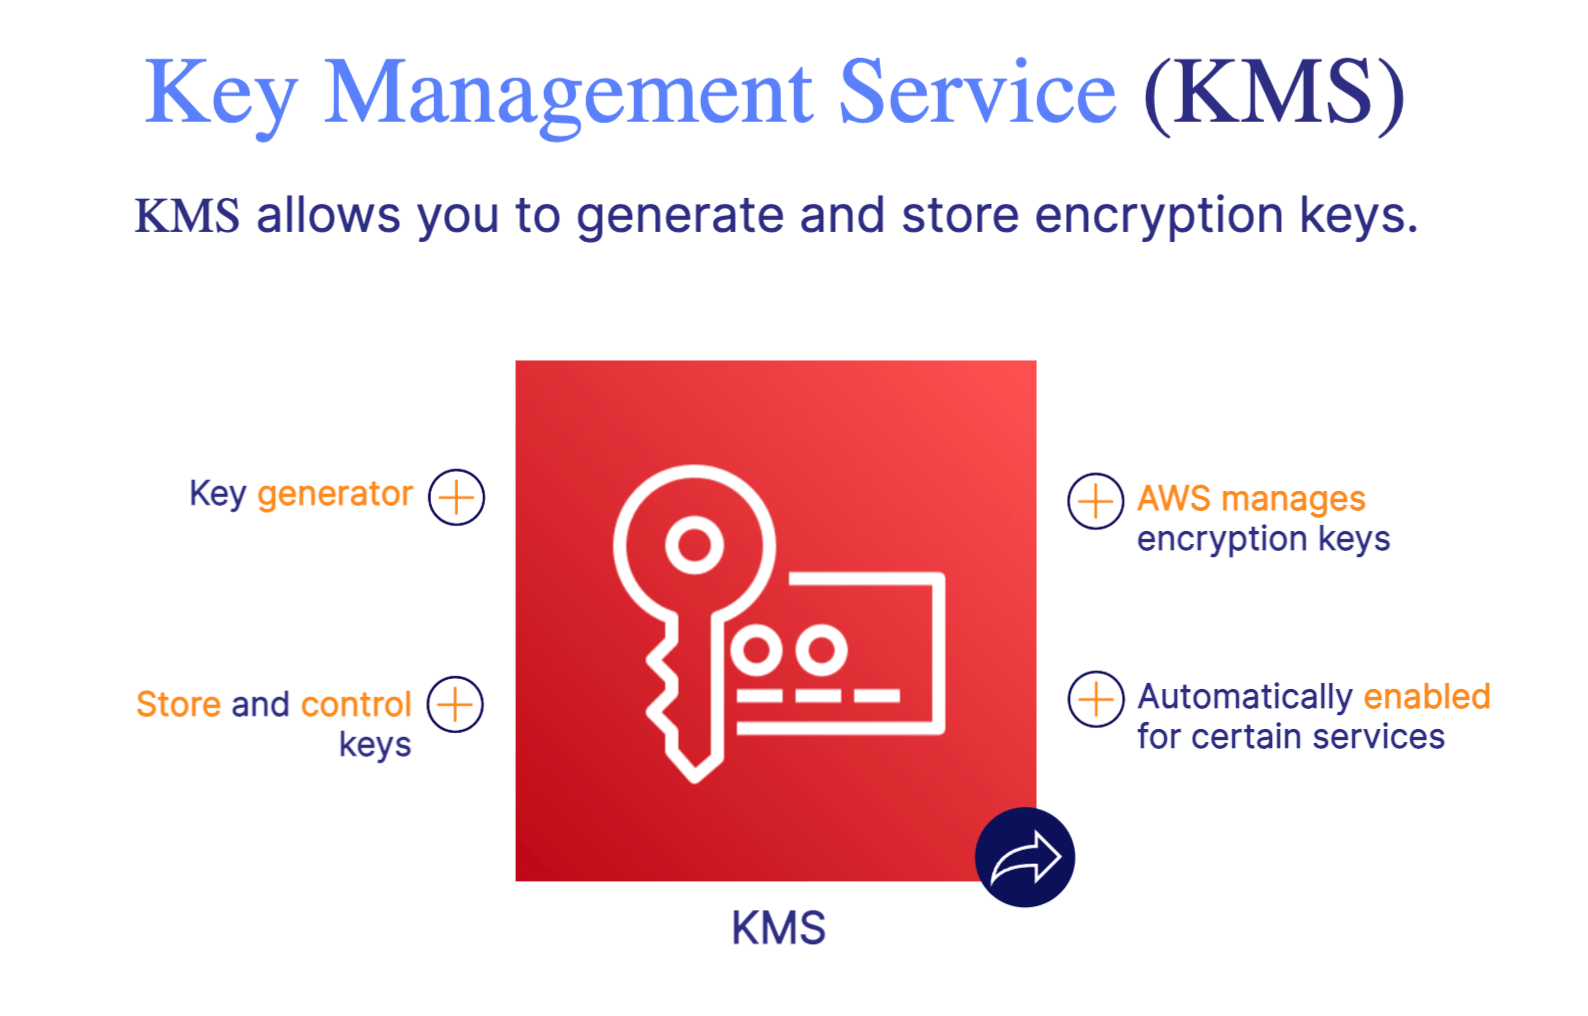 Key Management Service (KMS)
KMS allows you to generate and store encryption keys.
Key generator
Store and control
keys
AWS manages
encryption keys
Automatically enabled
for certain services
KMS